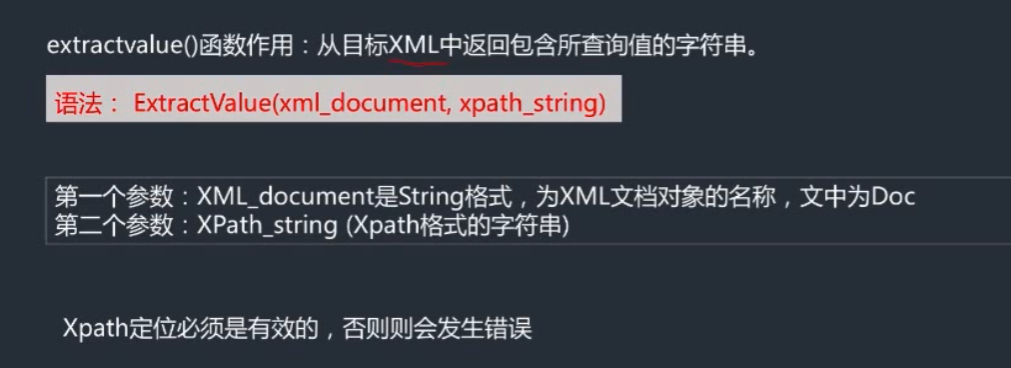 extractvalue()函数作用：从目标XML中返回包含所查询值的字符串。
语法： ExtractValue(xml_document, xpath_string)
第一个参数：XML_document是String格式，为XML文档对象的名称，文中为Doc
第二个参数：XPath_string (Xpath格式的字符串)
Xpath定位必须是有效的，否则则会发生错误